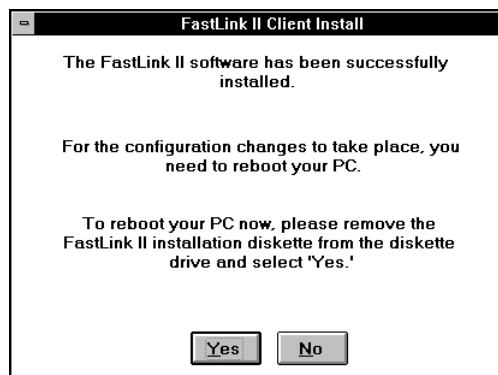 FastLink II Client Install
The FastLink II software has been successfully
installed.
For the configuration changes to take place, you
need to reboot your PC.
To reboot your PC now, please remove the
FastLink II installation diskette from the diskette
drive and select 'Yes.'
Yes
No